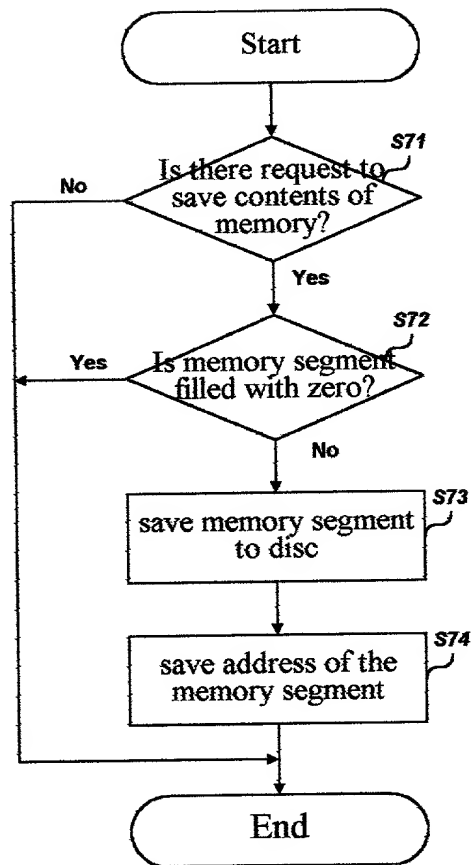 Start
S71
Is there request to
save contents of
memory?
No
Yes
S72
Is memory segment
filled with zero?
Yes
No
S73
save memory segment
to disc
S74
save address of the
memory segment
End